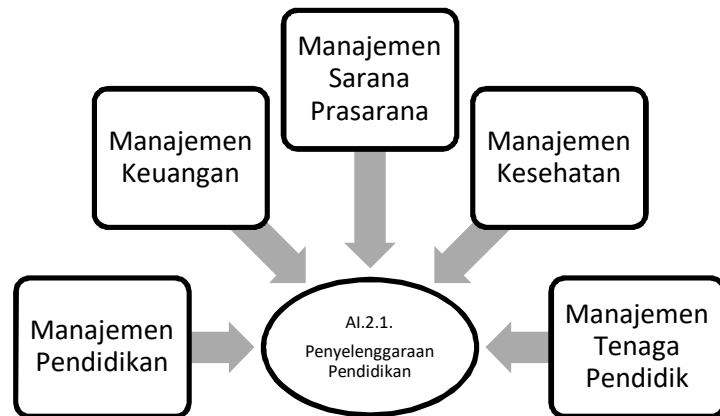 Manajemen
Sarana
Prasarana
Manajemen
Keuangan
Manajemen
Kesehatan
Manajemen
Pendidikan
AI.2.1.
Penyelenggaraan
Pendidikan
Manajemen
Tenaga
Pendidik